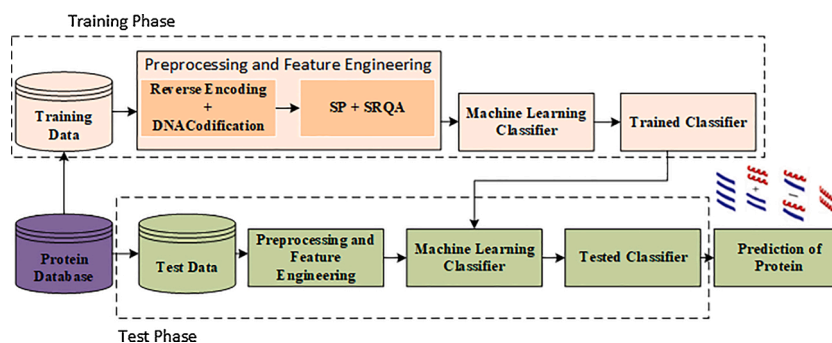 Training Phase
Preprocessing and Feature Engineering
Reverse Encoding
+
DNACodification
SP + SRQA
Training
Data
Machine Learning
Classifier
Trained Classifier
+
Protein
Database
Test Data
Preprocessing and
Feature
Engineering
Machine Learning
Classifier
Tested Classifier
Prediction of
Protein
Test Phase